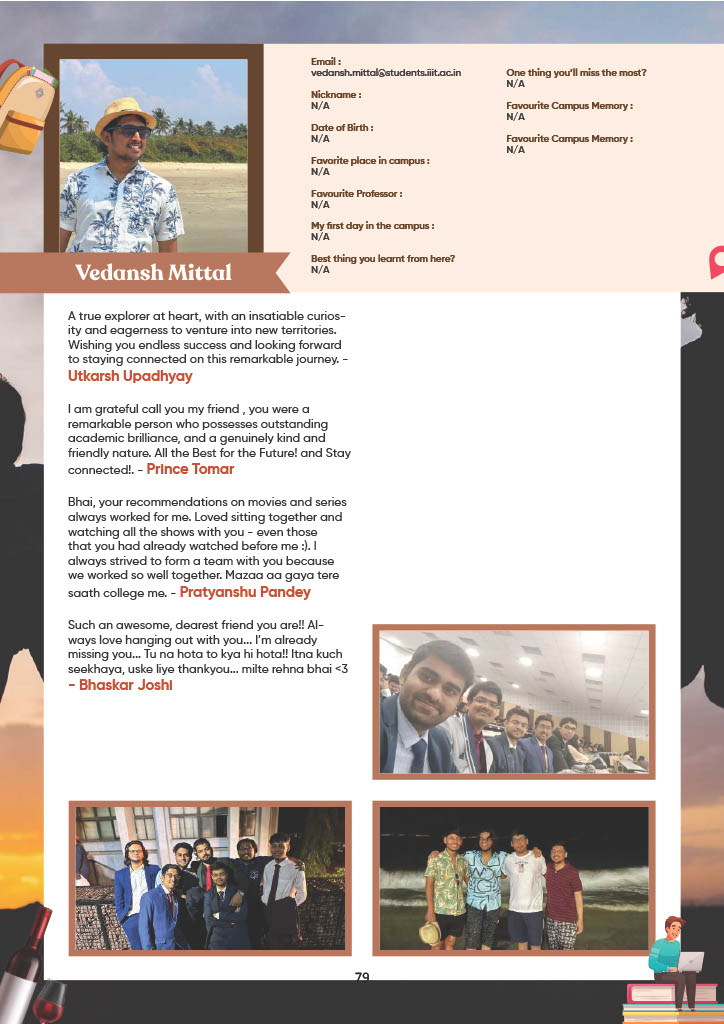 Email :
vedansh.mittal@students.iiit.ac.in
Nickname :
N/A
Date of Birth :
N/A
Favorite place in campus :
N/A
Favourite Professor :
N/A
My first day in the campus :
N/A
Best thing you learnt from here?
N/A
One thing you'll miss the most?
N/A
Favourite Campus Memory :
N/A
Favourite Campus Memory :
N/A
Vedansh Mittal
A true explorer at heart, with an insatiable curios-
ity and eagerness to venture into new territories.
Wishing you endless success and looking forward
to staying connected on this remarkable journey. -
Utkarsh Upadhyay
I am grateful call you my friend , you were a
remarkable person who possesses outstanding
academic brilliance, and a genuinely kind and
friendly nature. All the Best for the Future! and Stay
connected!. - Prince Tomar
Bhai, your recommendations on movies and series
always worked for me. Loved sitting together and
watching all the shows with you - even those
that you had already watched before me :). I
always strived to form a team with you because
we worked so well together. Mazaa aa gaya tere
saath college me. - Pratyanshu Pandey
Such an awesome, dearest friend you are!! Al-
ways love hanging out with you... I'm already
missing you... Tu na hota to kya hi hota!! Itna kuch
seekhaya, uske liye thankyou... milte rehna bhai <3
- Bhaskar Joshi
79